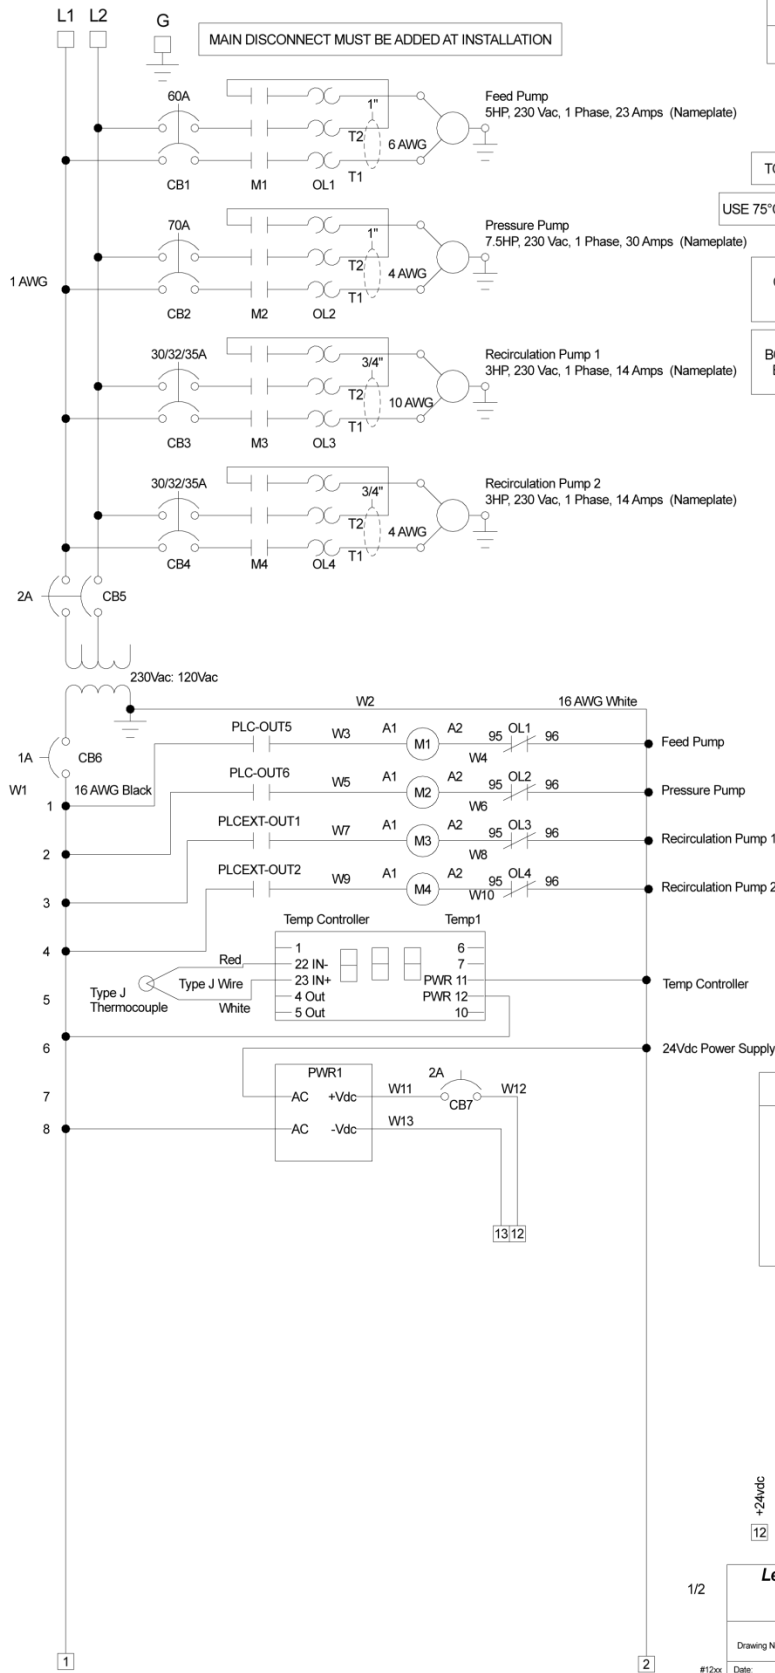 L1 L2 G
MAIN DISCONNECT MUST BE ADDED AT INSTALLATION
60A
1"
Feed Pump
5HP, 230 Vac, 1 Phase, 23 Amps (Nameplate)
T2
6 AWG
T1
CB1 M1 OL1
USE 75°
70A
1"
Pressure Pump
7.5HP, 230 Vac, 1 Phase, 30 Amps (Nameplate)
T2
4 AWG
1 AWG
T1
CB2 M2 OL2
30/32/35A
3/4"
Recirculation Pump 1
3HP, 230 Vac, 1 Phase, 14 Amps (Nameplate)
T2
10 AWG
T1
CB3 M3 OL3
30/32/35A
3/4"
Recirculation Pump 2
3HP, 230 Vac, 1 Phase, 14 Amps (Nameplate)
T2
4 AWG
T1
CB4 M4 OL4
2A CB5
230Vac: 120Vac
W2 16 AWG White
1A CB6
PLC-OUT5 W3 A1 M1 A2 W4 95 OL1 96 Feed Pump
W1 16 AWG Black
1
PLC-OUT6 W5 A1 M2 A2 W6 95 OL2 96 Pressure Pump
2
PLCEXT-OUT1 W7 A1 M3 A2 W8 95 OL3 96 Recirculation Pump 1
3
PLCEXT-OUT2 W9 A1 M4 A2 W10 95 OL4 96 Recirculation Pump 2
4
Temp Controller Temp1
1 6
Red 22 IN- 7
Type J Wire 23 IN+ PWR 11 Temp Controller
Type J
Thermocouple
White 4 Out PWR 12
5 5 Out 10
6 24Vdc Power Supply
PWR1 2A
7 AC +Vdc W11 CB7 W12
8 AC -Vdc W13
13 12
+24vdc
12
1/2
Le
Drawing N
#12xx Date:
1 2